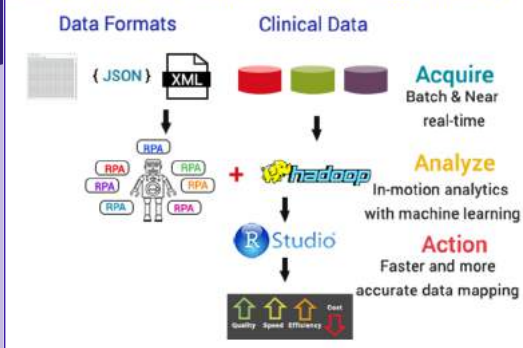 Data Formats
Clinical Data
{ JSON }
XML
Acquire
Batch & Near
real-time
RPA
RPA
RPA
RPA
RPA
RPA
RPA
+
hadoop
Analyze
In-motion analytics
with machine learning
R Studio
Action
Faster and more
accurate data mapping
Quality
Speed
Efficiency
Cost